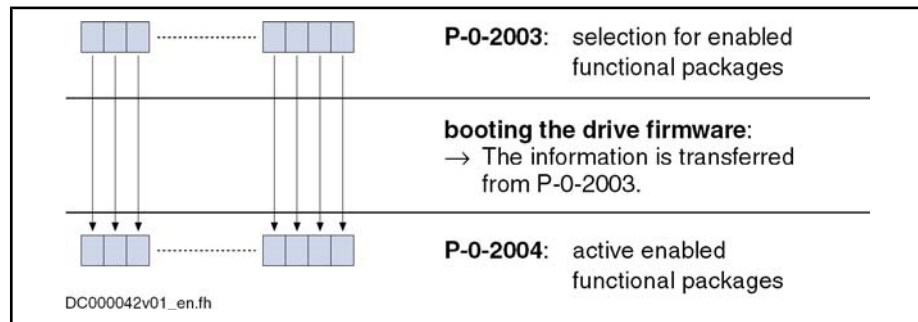 P-0-2003: selection for enabled
functional packages
booting the drive firmware:
→ The information is transferred
from P-0-2003.
P-0-2004: active enabled
functional packages
DC000042v01_en.fh